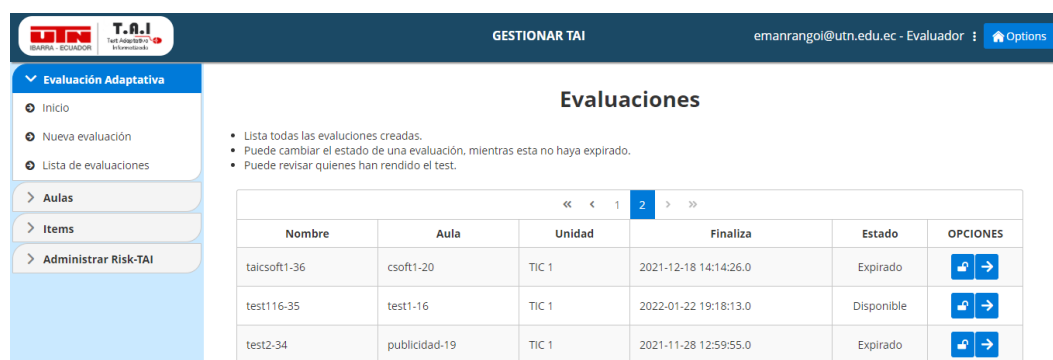 UTN
IBARRA - ECUADOR
T.A.I
Test Adaptativo
Informatizado
GESTIONAR TAI
emanrangoi@utn.edu.ec - Evaluador
Options
Evaluación Adaptativa
Inicio
Nueva evaluación
Lista de evaluaciones
Aulas
Items
Administrar Risk-TAI
Evaluaciones
Lista todas las evaluciones creadas.
Puede cambiar el estado de una evaluación, mientras esta no haya expirado.
Puede revisar quienes han rendido el test.
1 2
Nombre Aula Unidad Finaliza Estado OPCIONES
taicsoft1-36 csoft1-20 TIC 1 2021-12-18 14:14:26.0 Expirado
test116-35 test1-16 TIC 1 2022-01-22 19:18:13.0 Disponible
test2-34 publicidad-19 TIC 1 2021-11-28 12:59:55.0 Expirado